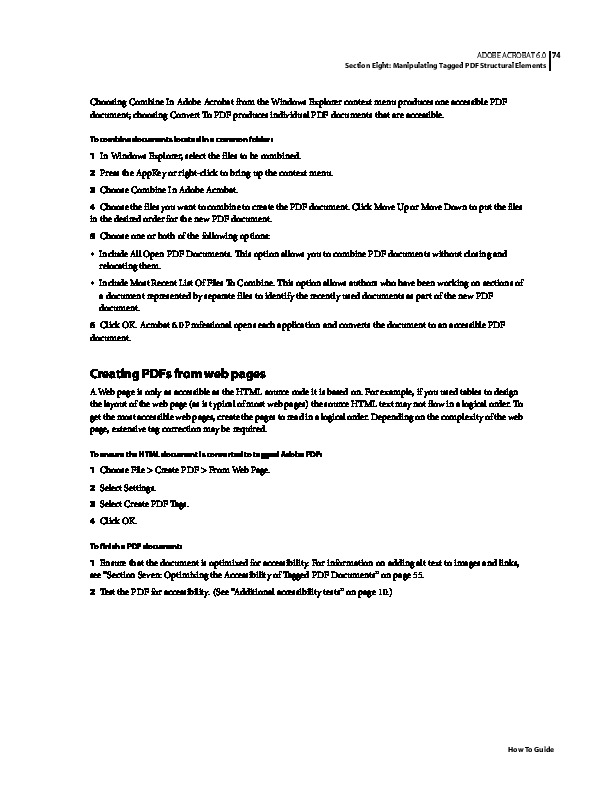 ADOBE ACROBAT 6.0 74
Section Eight: Manipulating Tagged PDF Structural Elements
Choosing Combine In Adobe Acrobat from the Windows Explorer context menu produces one accessible PDF
document; choosing Convert To PDF produces individual PDF documents that are accessible.
To combine documents located in a common folder:
1 In Windows Explorer, select the files to be combined.
2 Press the AppKey or right-click to bring up the context menu.
3 Choose Combine In Adobe Acrobat.
4 Choose the files you want to combine to create the PDF document. Click Move Up or Move Down to put the files
in the desired order for the new PDF document.
5 Choose one or both of the following options:
• Include All Open PDF Documents. This option allows you to combine PDF documents without closing and
relocating them.
• Include Most Recent List Of Files To Combine. This option allows authors who have been working on sections of
a document represented by separate files to identify the recently used documents as part of the new PDF
document.
6 Click OK. Acrobat 6.0 Professional opens each application and converts the document to an accessible PDF
document.
Creating PDFs from web pages
A Web page is only as accessible as the HTML source code it is based on. For example, if you used tables to design
the layout of the web page (as is typical of most web pages) the source HTML text may not flow in a logical order. To
get the most accessible web pages, create the pages to read in a logical order. Depending on the complexity of the web
page, extensive tag correction may be required.
To ensure the HTML document is converted to tagged Adobe PDF:
1 Choose File > Create PDF > From Web Page.
2 Select Settings.
3 Select Create PDF Tags.
4 Click OK.
To finish a PDF document:
1 Ensure that the document is optimized for accessibility. For information on adding alt text to images and links,
see "Section Seven: Optimizing the Accessibility of Tagged PDF Documents" on page 55.
2 Test the PDF for accessibility. (See "Additional accessibility tests" on page 10.)
How To Guide